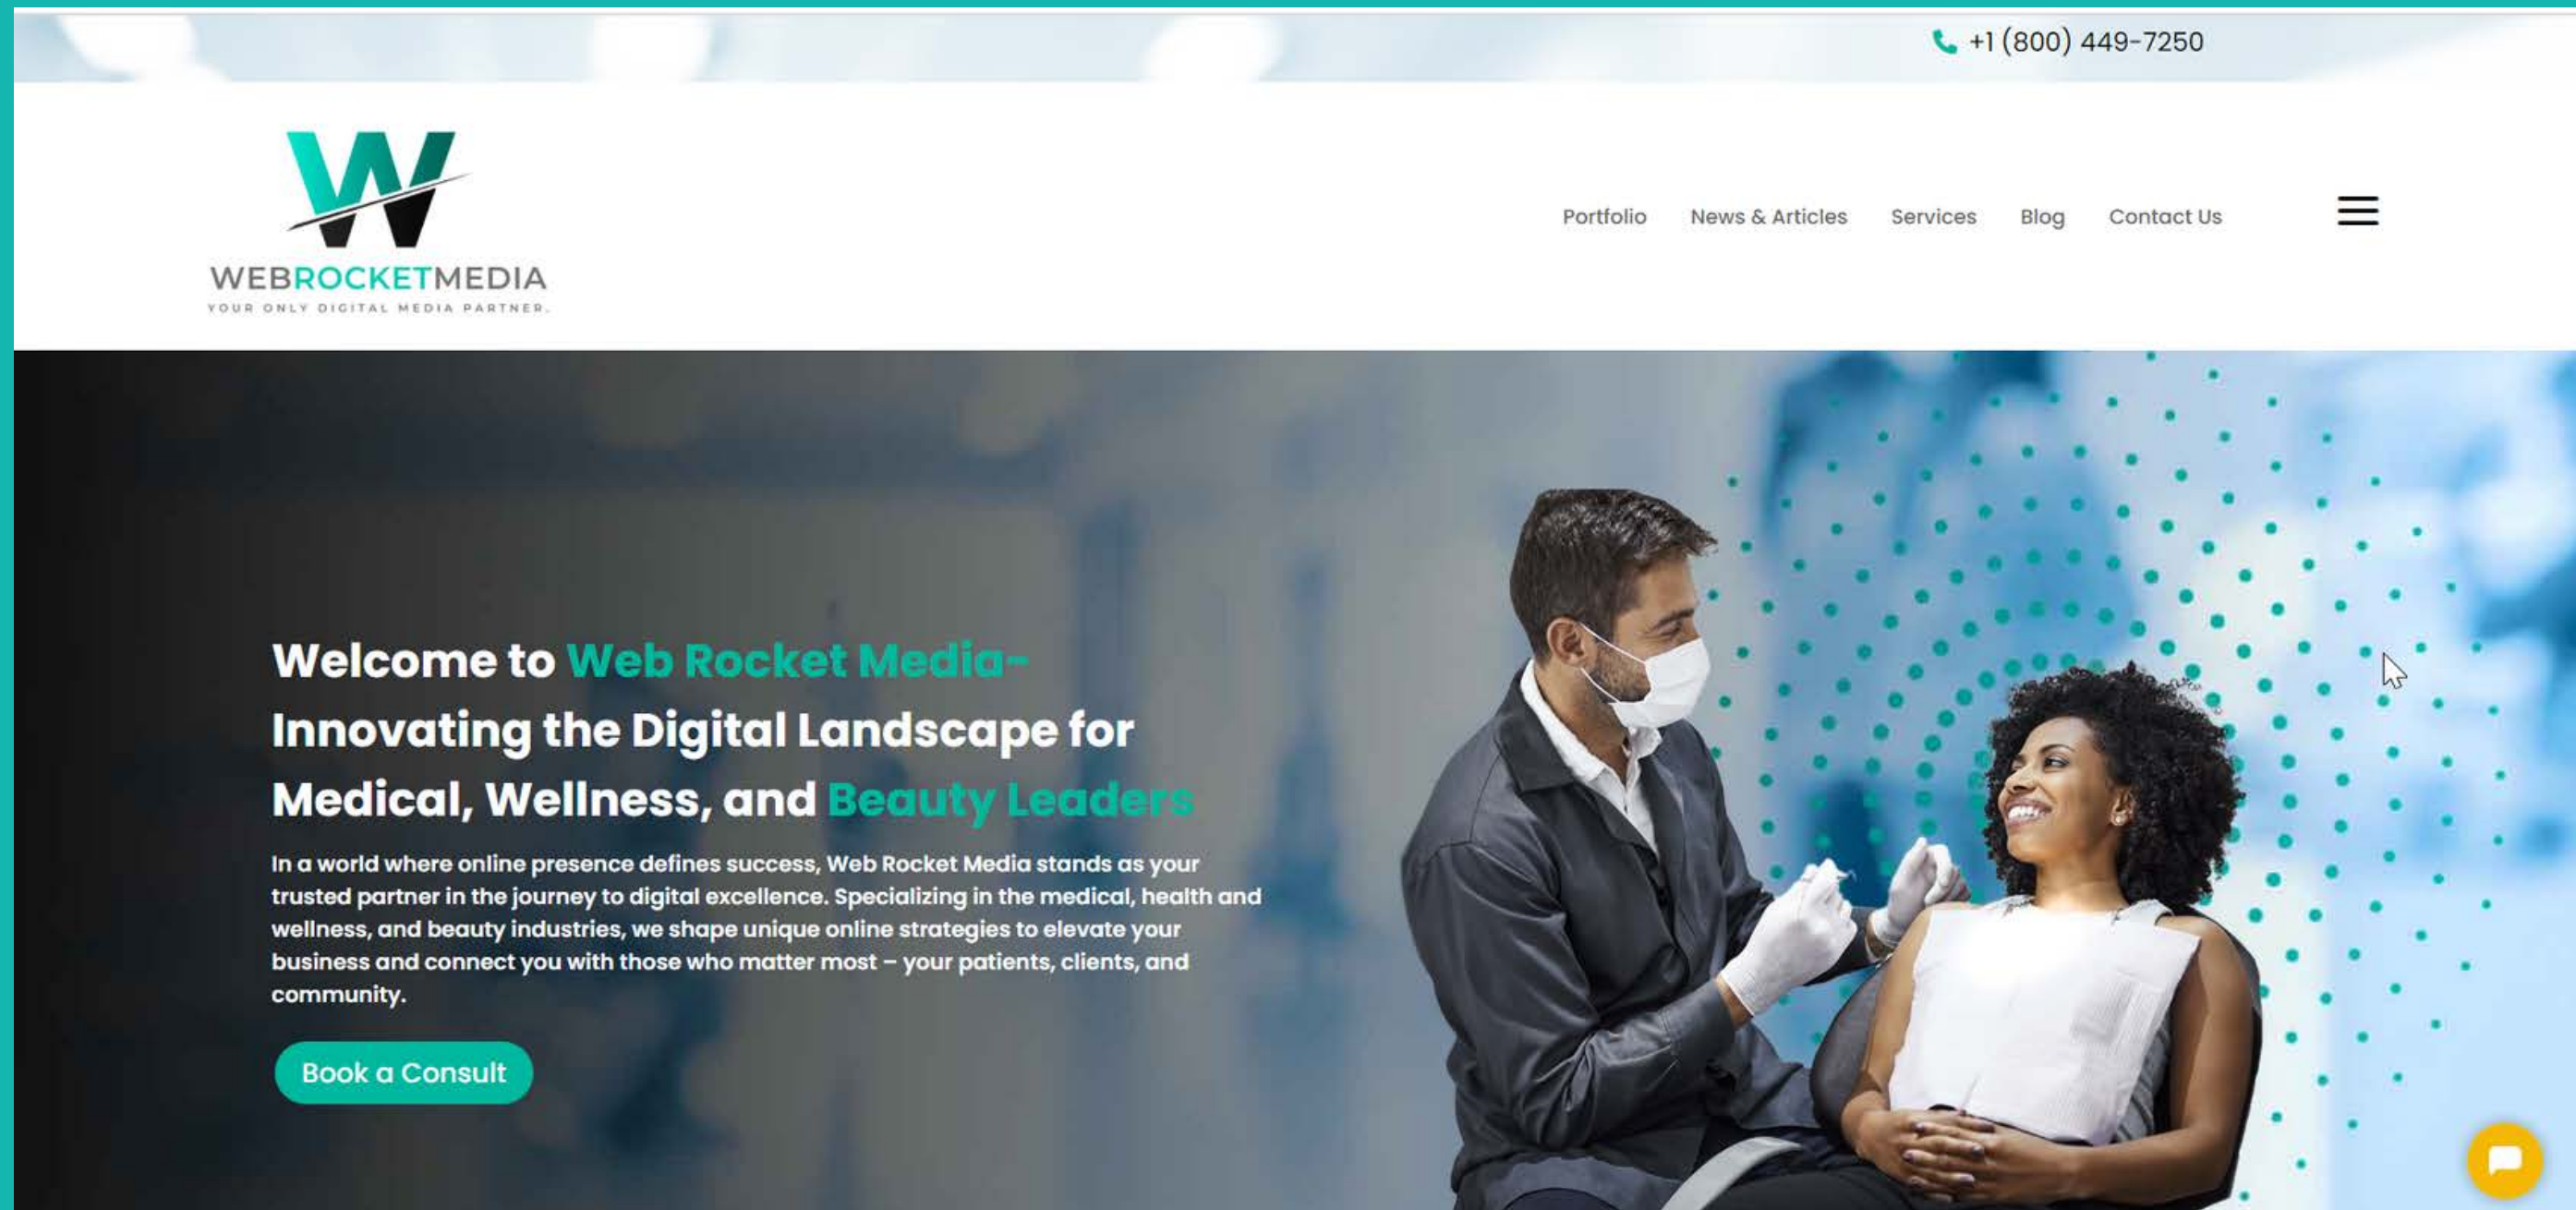 +1 (800) 449-7250
WEBROCKETMEDIA
YOUR ONLY DIGITAL MEDIA PARTNER.
Portfolio News & Articles Services Blog Contact Us
Welcome to Web Rocket Media-
Innovating the Digital Landscape for
Medical, Wellness, and Beauty Leaders
In a world where online presence defines success, Web Rocket Media stands as your
trusted partner in the journey to digital excellence. Specializing in the medical, health and
wellness, and beauty industries, we shape unique online strategies to elevate your
business and connect you with those who matter most – your patients, clients, and
community.
Book a Consult